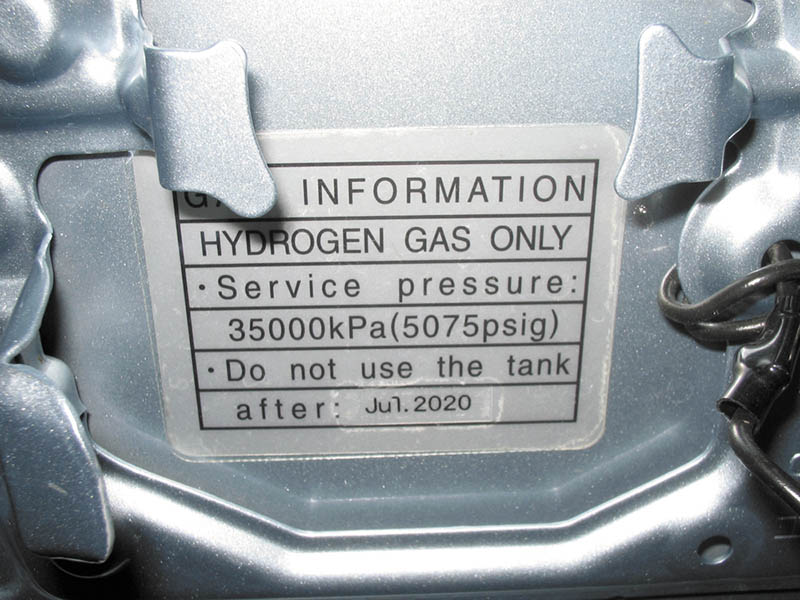 INFORMATION
HYDROGEN GAS ONLY
・Service pressure:
35000kPa(5075psig)
・Do not use the tank
after: Jul.2020